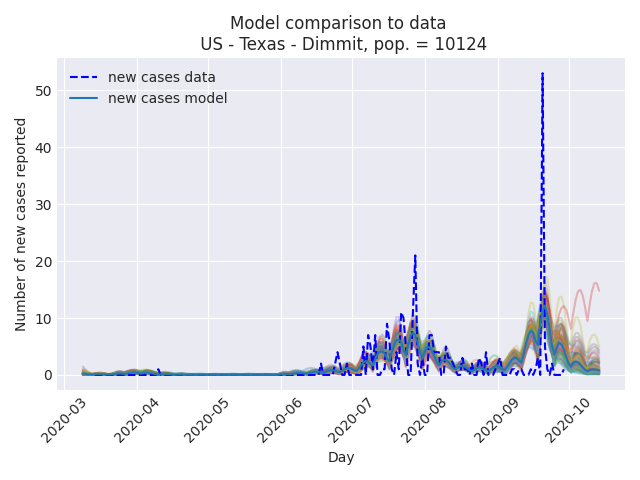 Model comparison to data
US - Texas - Dimmit, pop. = 10124
new cases data
new cases model
Number of new cases reported
50
40
30
20
10
0
2020-03
2020-04
2020-05
2020-06
2020-07
2020-08
2020-09
2020-10
Day